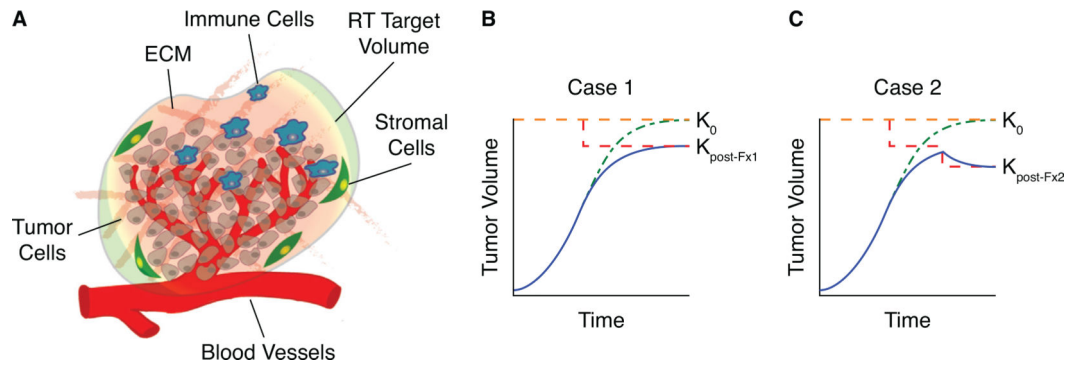 A
Immune Cells
RT Target
Volume
ECM
Stromal
Cells
Tumor
Cells
Blood Vessels
B
Case 1
K0
Kpost-Fx1
Tumor Volume
Time
C
Case 2
K0
Kpost-Fx2
Tumor Volume
Time